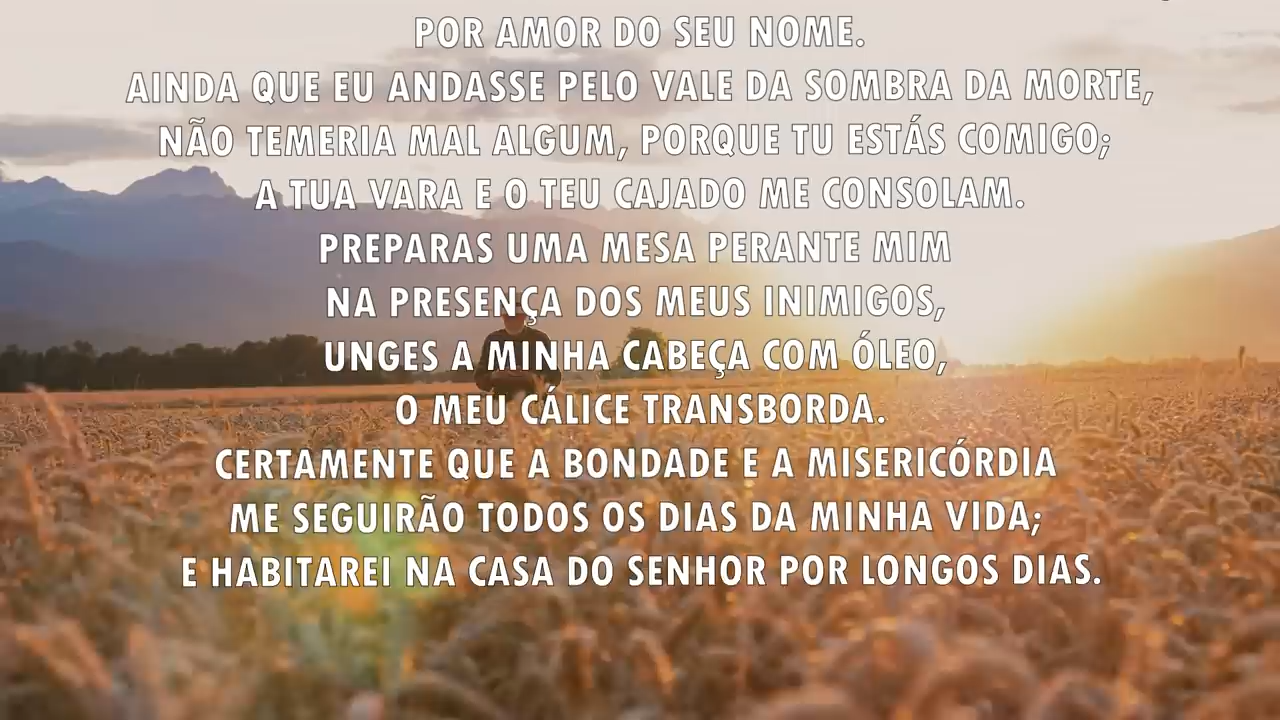 POR AMOR DO SEU NOME.
AINDA QUE EU ANDASSE PELO VALE DA SOMBRA DA MORTE,
NÃO TEMERIA MAL ALGUM, PORQUE TU ESTÁS COMIGO;
A TUA VARA E O TEU CAJADO ME CONSOLAM.
PREPARAS UMA MESA PERANTE MIM
NA PRESENÇA DOS MEUS INIMIGOS,
UNGES A MINHA CABEÇA COM ÓLEO,
O MEU CÁLICE TRANSBORDA.
CERTAMENTE QUE A BONDADE E A MISERICÓRDIA
ME SEGUIRÃO TODOS OS DIAS DA MINHA VIDA;
E HABITAREI NA CASA DO SENHOR POR LONGOS DIAS.